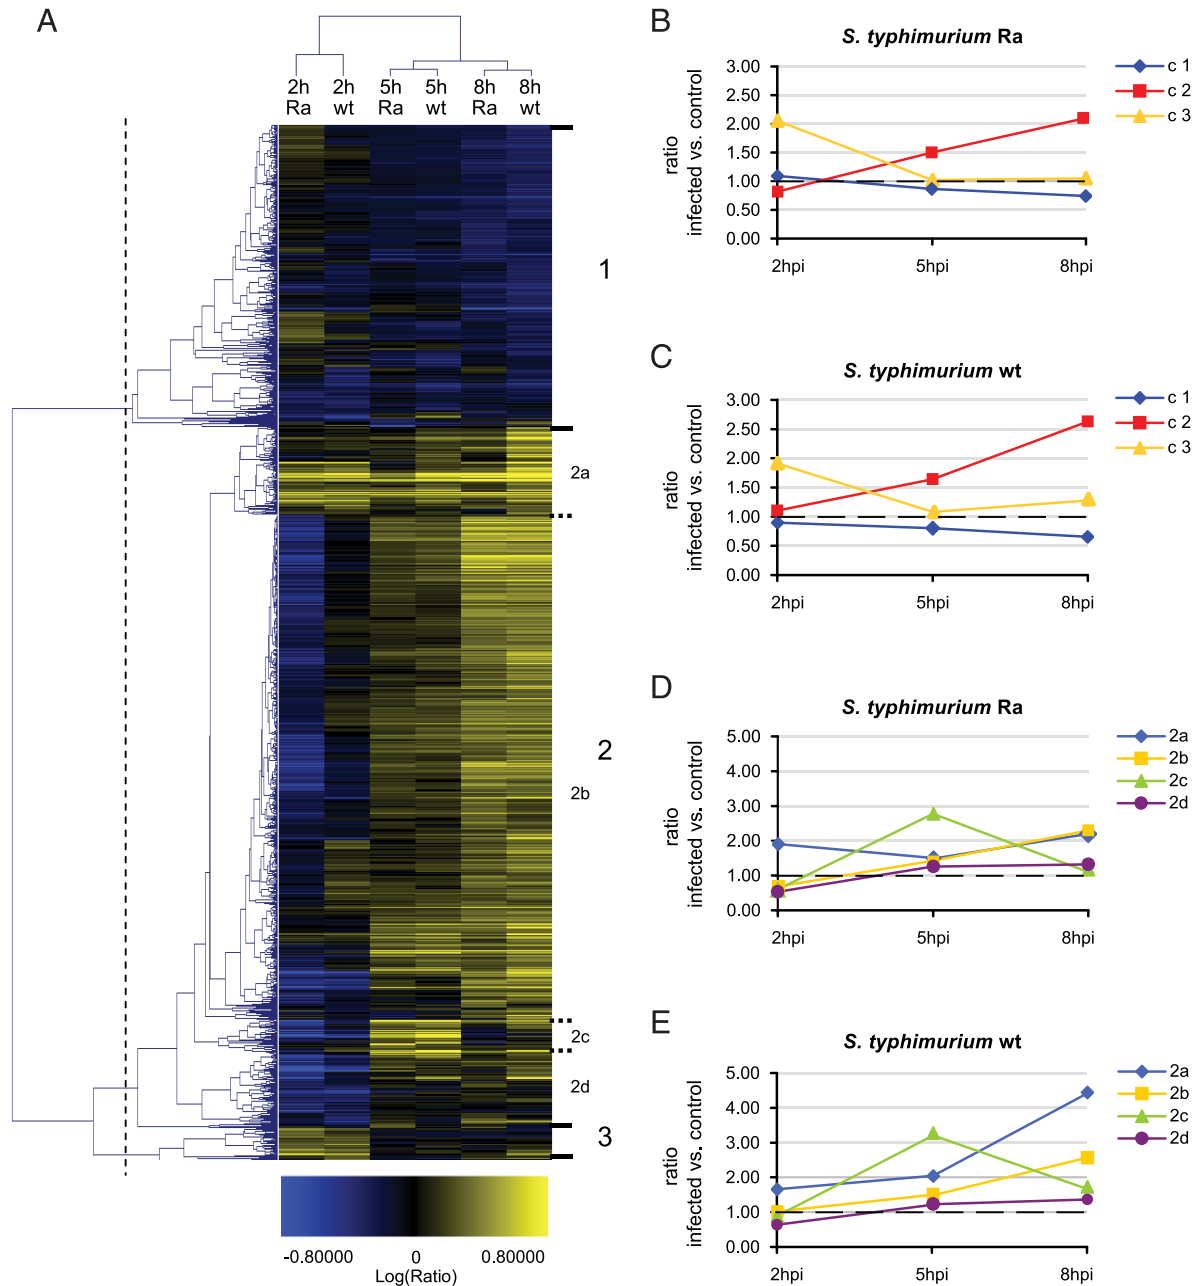 A
2h 2h 5h 5h 8h 8h
Ra wt Ra wt Ra wt
1
2a
2
2b
2c
2d
3
-0.80000 0 0.80000
Log(Ratio)
B
S. typhimurium Ra
ratio
infected vs. control
3.00
2.50
2.00
1.50
1.00
0.50
0.00
2hpi 5hpi 8hpi
c 1
c 2
c 3
C
S. typhimurium wt
ratio
infected vs. control
3.00
2.50
2.00
1.50
1.00
0.50
0.00
2hpi 5hpi 8hpi
c 1
c 2
c 3
D
S. typhimurium Ra
ratio
infected vs. control
5.00
4.00
3.00
2.00
1.00
0.00
2hpi 5hpi 8hpi
2a
2b
2c
2d
E
S. typhimurium wt
ratio
infected vs. control
5.00
4.00
3.00
2.00
1.00
0.00
2hpi 5hpi 8hpi
2a
2b
2c
2d